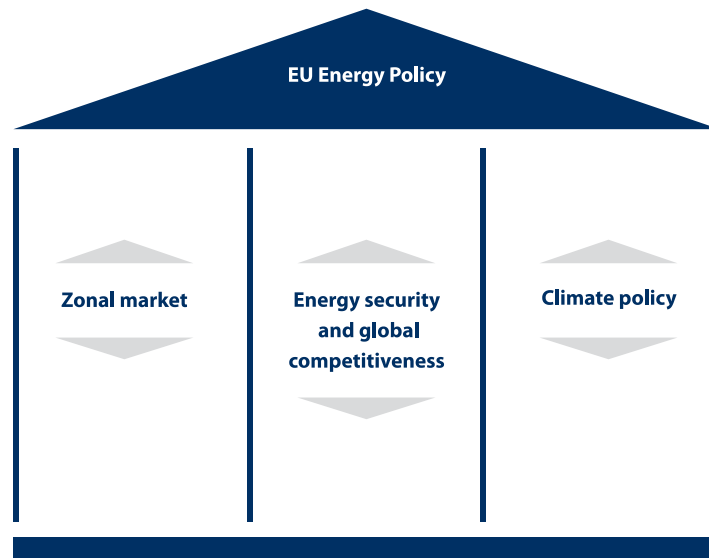 EU Energy Policy
Zonal market
Energy security
and global
competitiveness
Climate policy